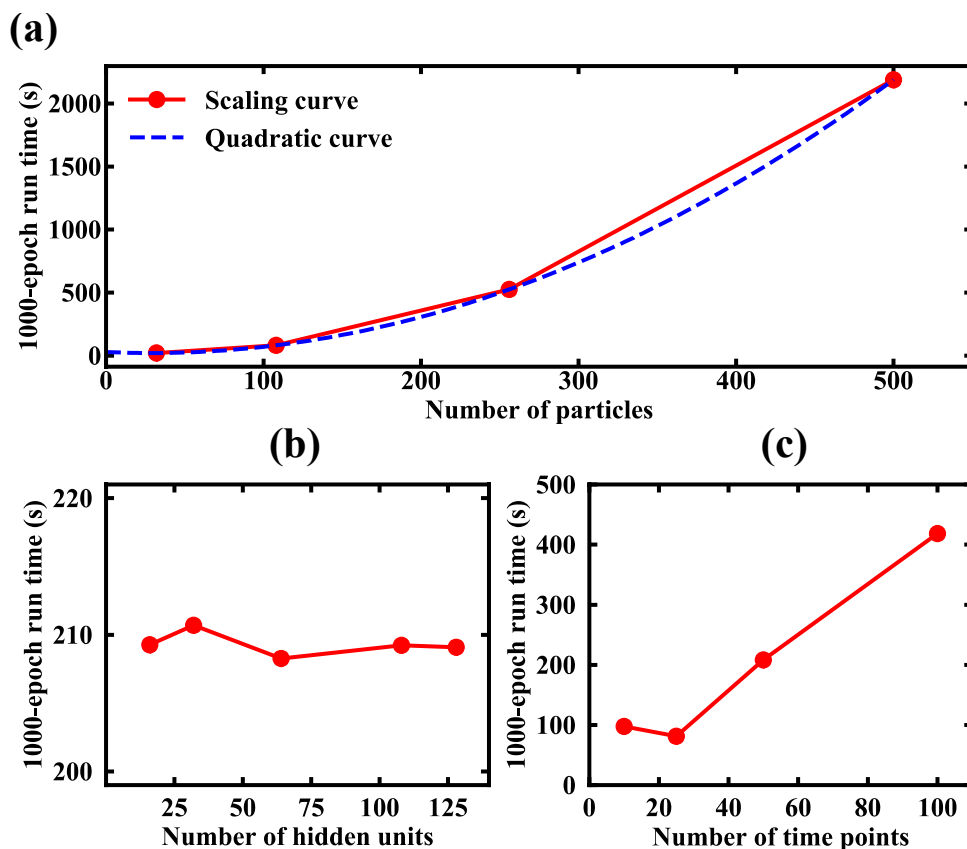 (a)
1000-epoch run time (s)
2000
1500
1000
500
0
Scaling curve
Quadratic curve
0 100 200 300 400 500
Number of particles
(b)
1000-epoch run time (s)
220
210
200
25 50 75 100 125
Number of hidden units
(c)
1000-epoch run time (s)
500
400
300
200
100
0
0 20 40 60 80 100
Number of time points